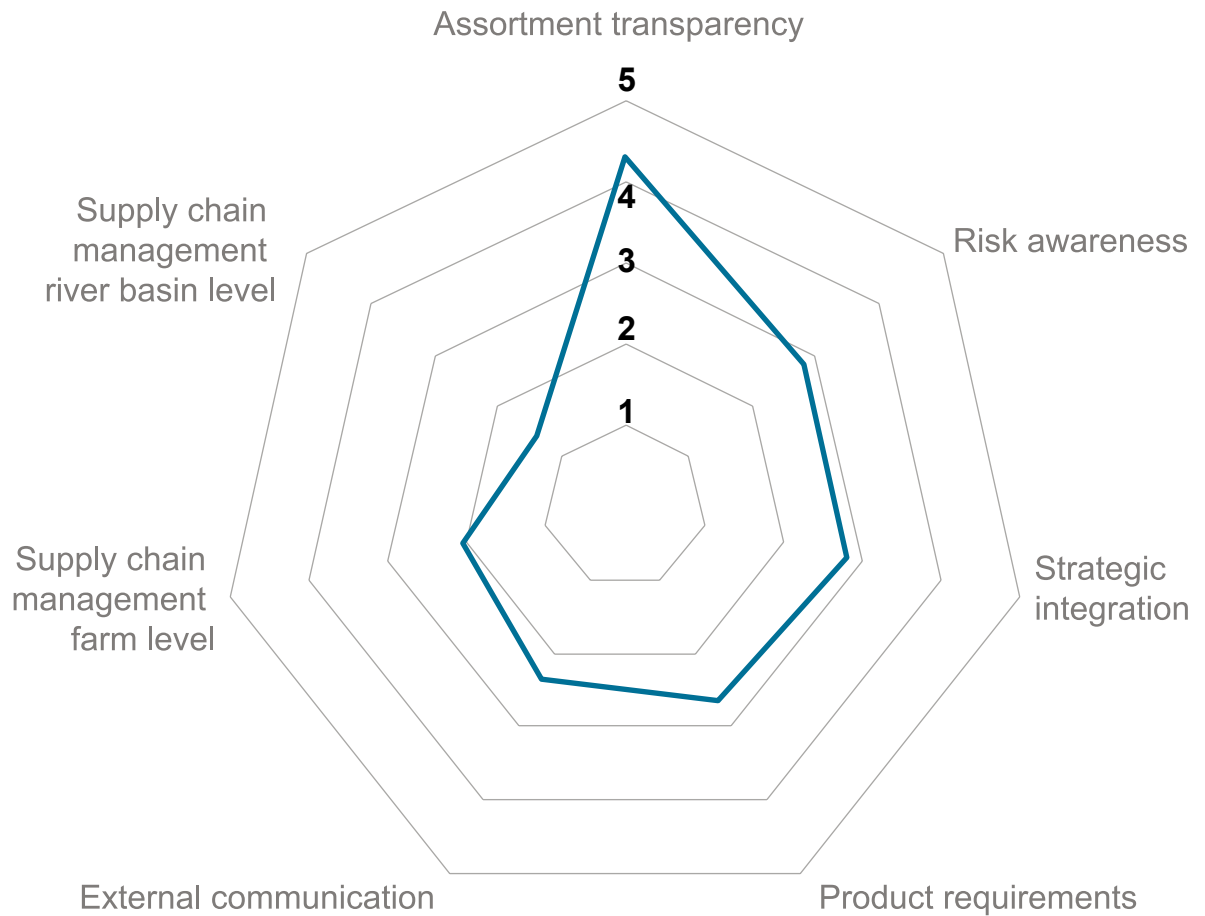 Assortment transparency
5
4
3
2
1
Risk awareness
Strategic
integration
Product requirements
External communication
Supply chain
management
farm level
Supply chain
management
river basin level